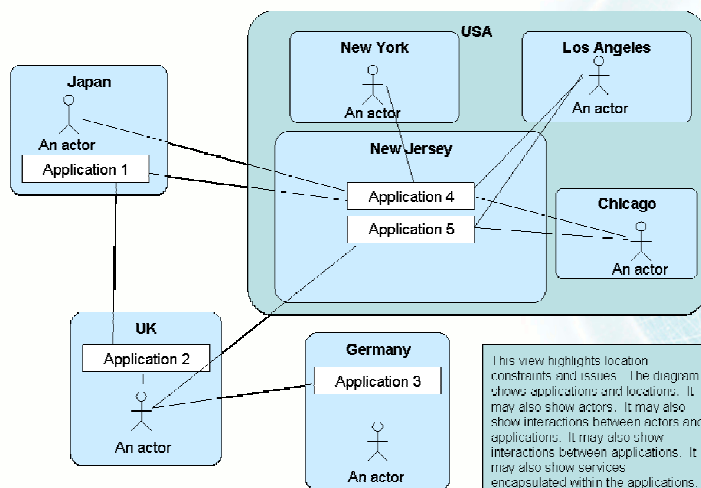 USA
New York
An actor
Los Angeles
An actor
Japan
An actor
Application 1
New Jersey
Application 4
Application 5
Chicago
An actor
UK
Application 2
An actor
Germany
Application 3
An actor
This view highlights location
constraints and issues. The diagram
shows applications and locations. It
may also show actors. It may also
show interactions between actors and
applications. It may also show
interactions between applications. It
may also show services
encapsulated within the applications.